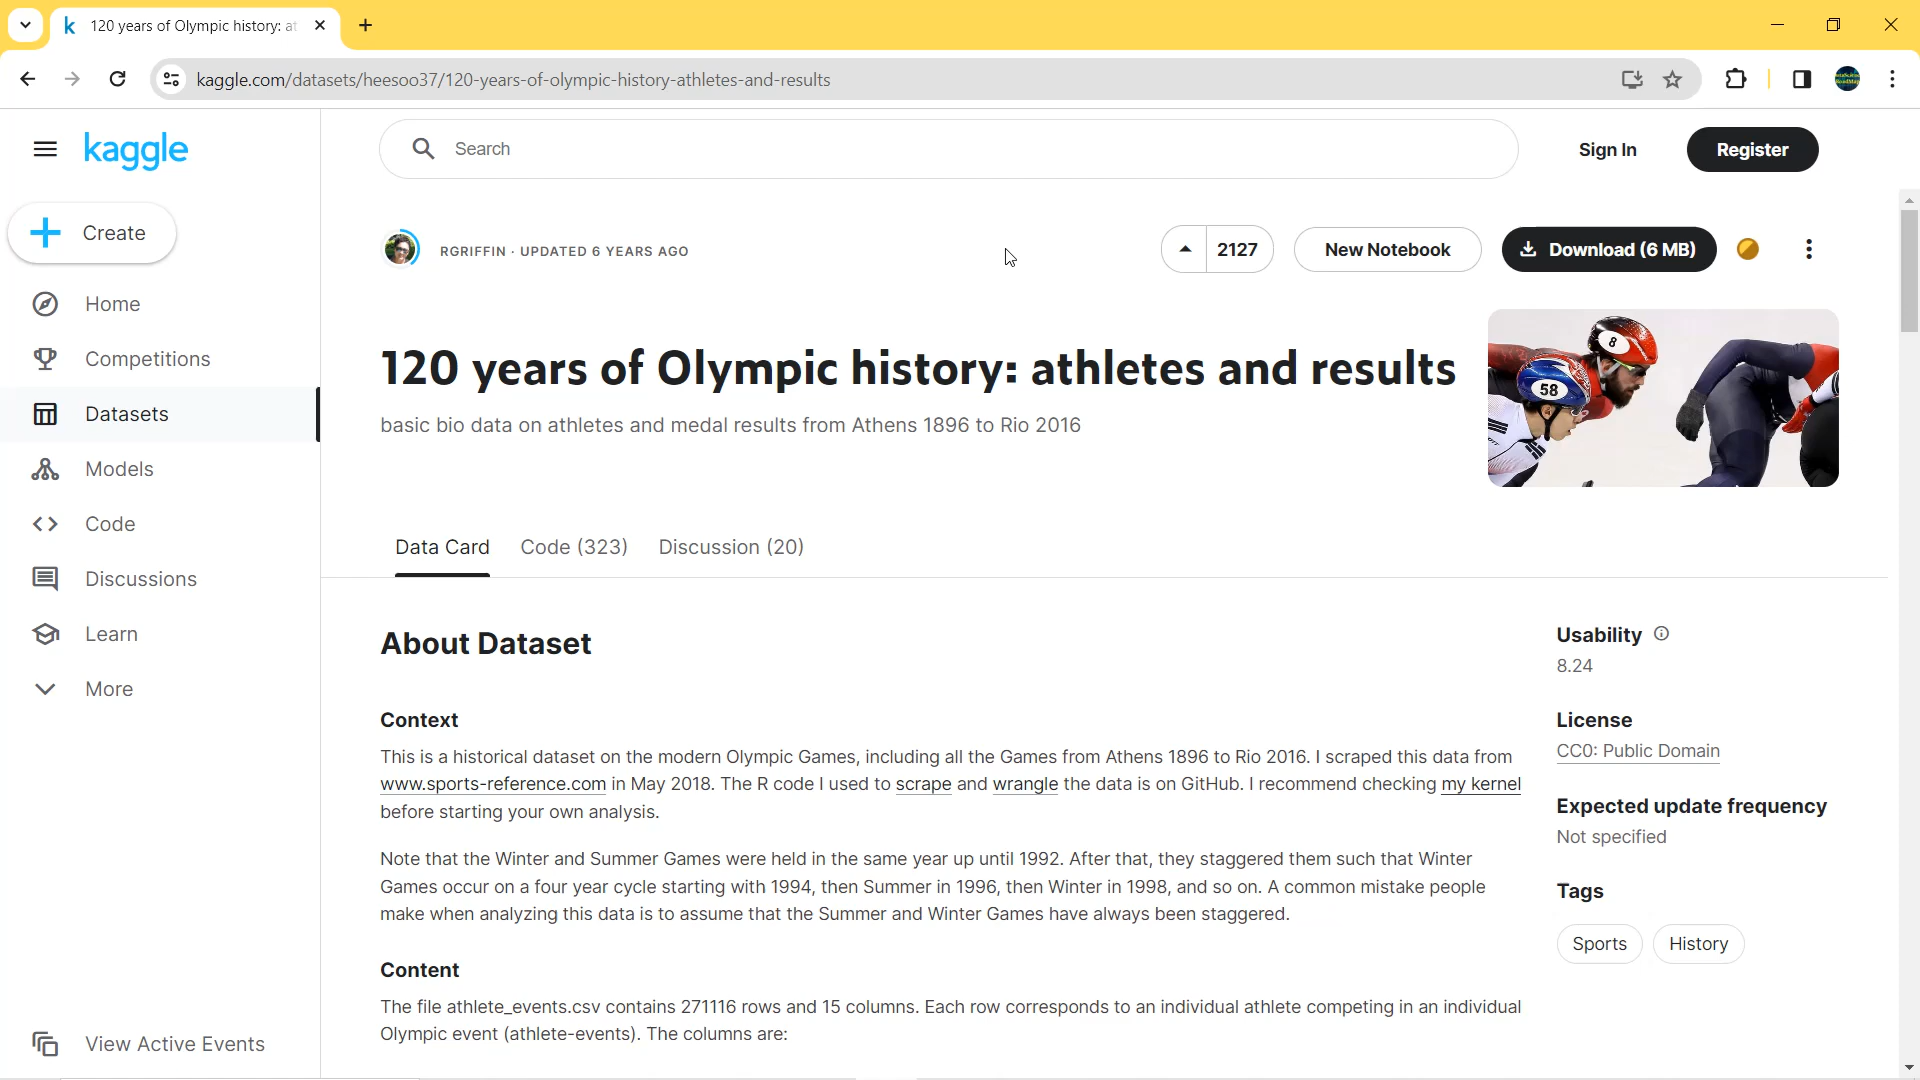 120 years of Olympic history: at
kaggle.com/datasets/heesoo37/120-years-of-olympic-history-athletes-and-results
kaggle
Search
Sign In
Register
Create
Home
Competitions
Datasets
Models
Code
Discussions
Learn
More
View Active Events
RGRIFFIN · UPDATED 6 YEARS AGO
2127
New Notebook
Download (6 MB)
120 years of Olympic history: athletes and results
basic bio data on athletes and medal results from Athens 1896 to Rio 2016
8
58
Data Card
Code (323)
Discussion (20)
About Dataset
Context
This is a historical dataset on the modern Olympic Games, including all the Games from Athens 1896 to Rio 2016. I scraped this data from
www.sports-reference.com in May 2018. The R code I used to scrape and wrangle the data is on GitHub. I recommend checking my kernel
before starting your own analysis.
Note that the Winter and Summer Games were held in the same year up until 1992. After that, they staggered them such that Winter
Games occur on a four year cycle starting with 1994, then Summer in 1996, then Winter in 1998, and so on. A common mistake people
make when analyzing this data is to assume that the Summer and Winter Games have always been staggered.
Content
The file athlete_events.csv contains 271116 rows and 15 columns. Each row corresponds to an individual athlete competing in an individual
Olympic event (athlete-events). The columns are:
Usability
8.24
License
CC0: Public Domain
Expected update frequency
Not specified
Tags
Sports
History